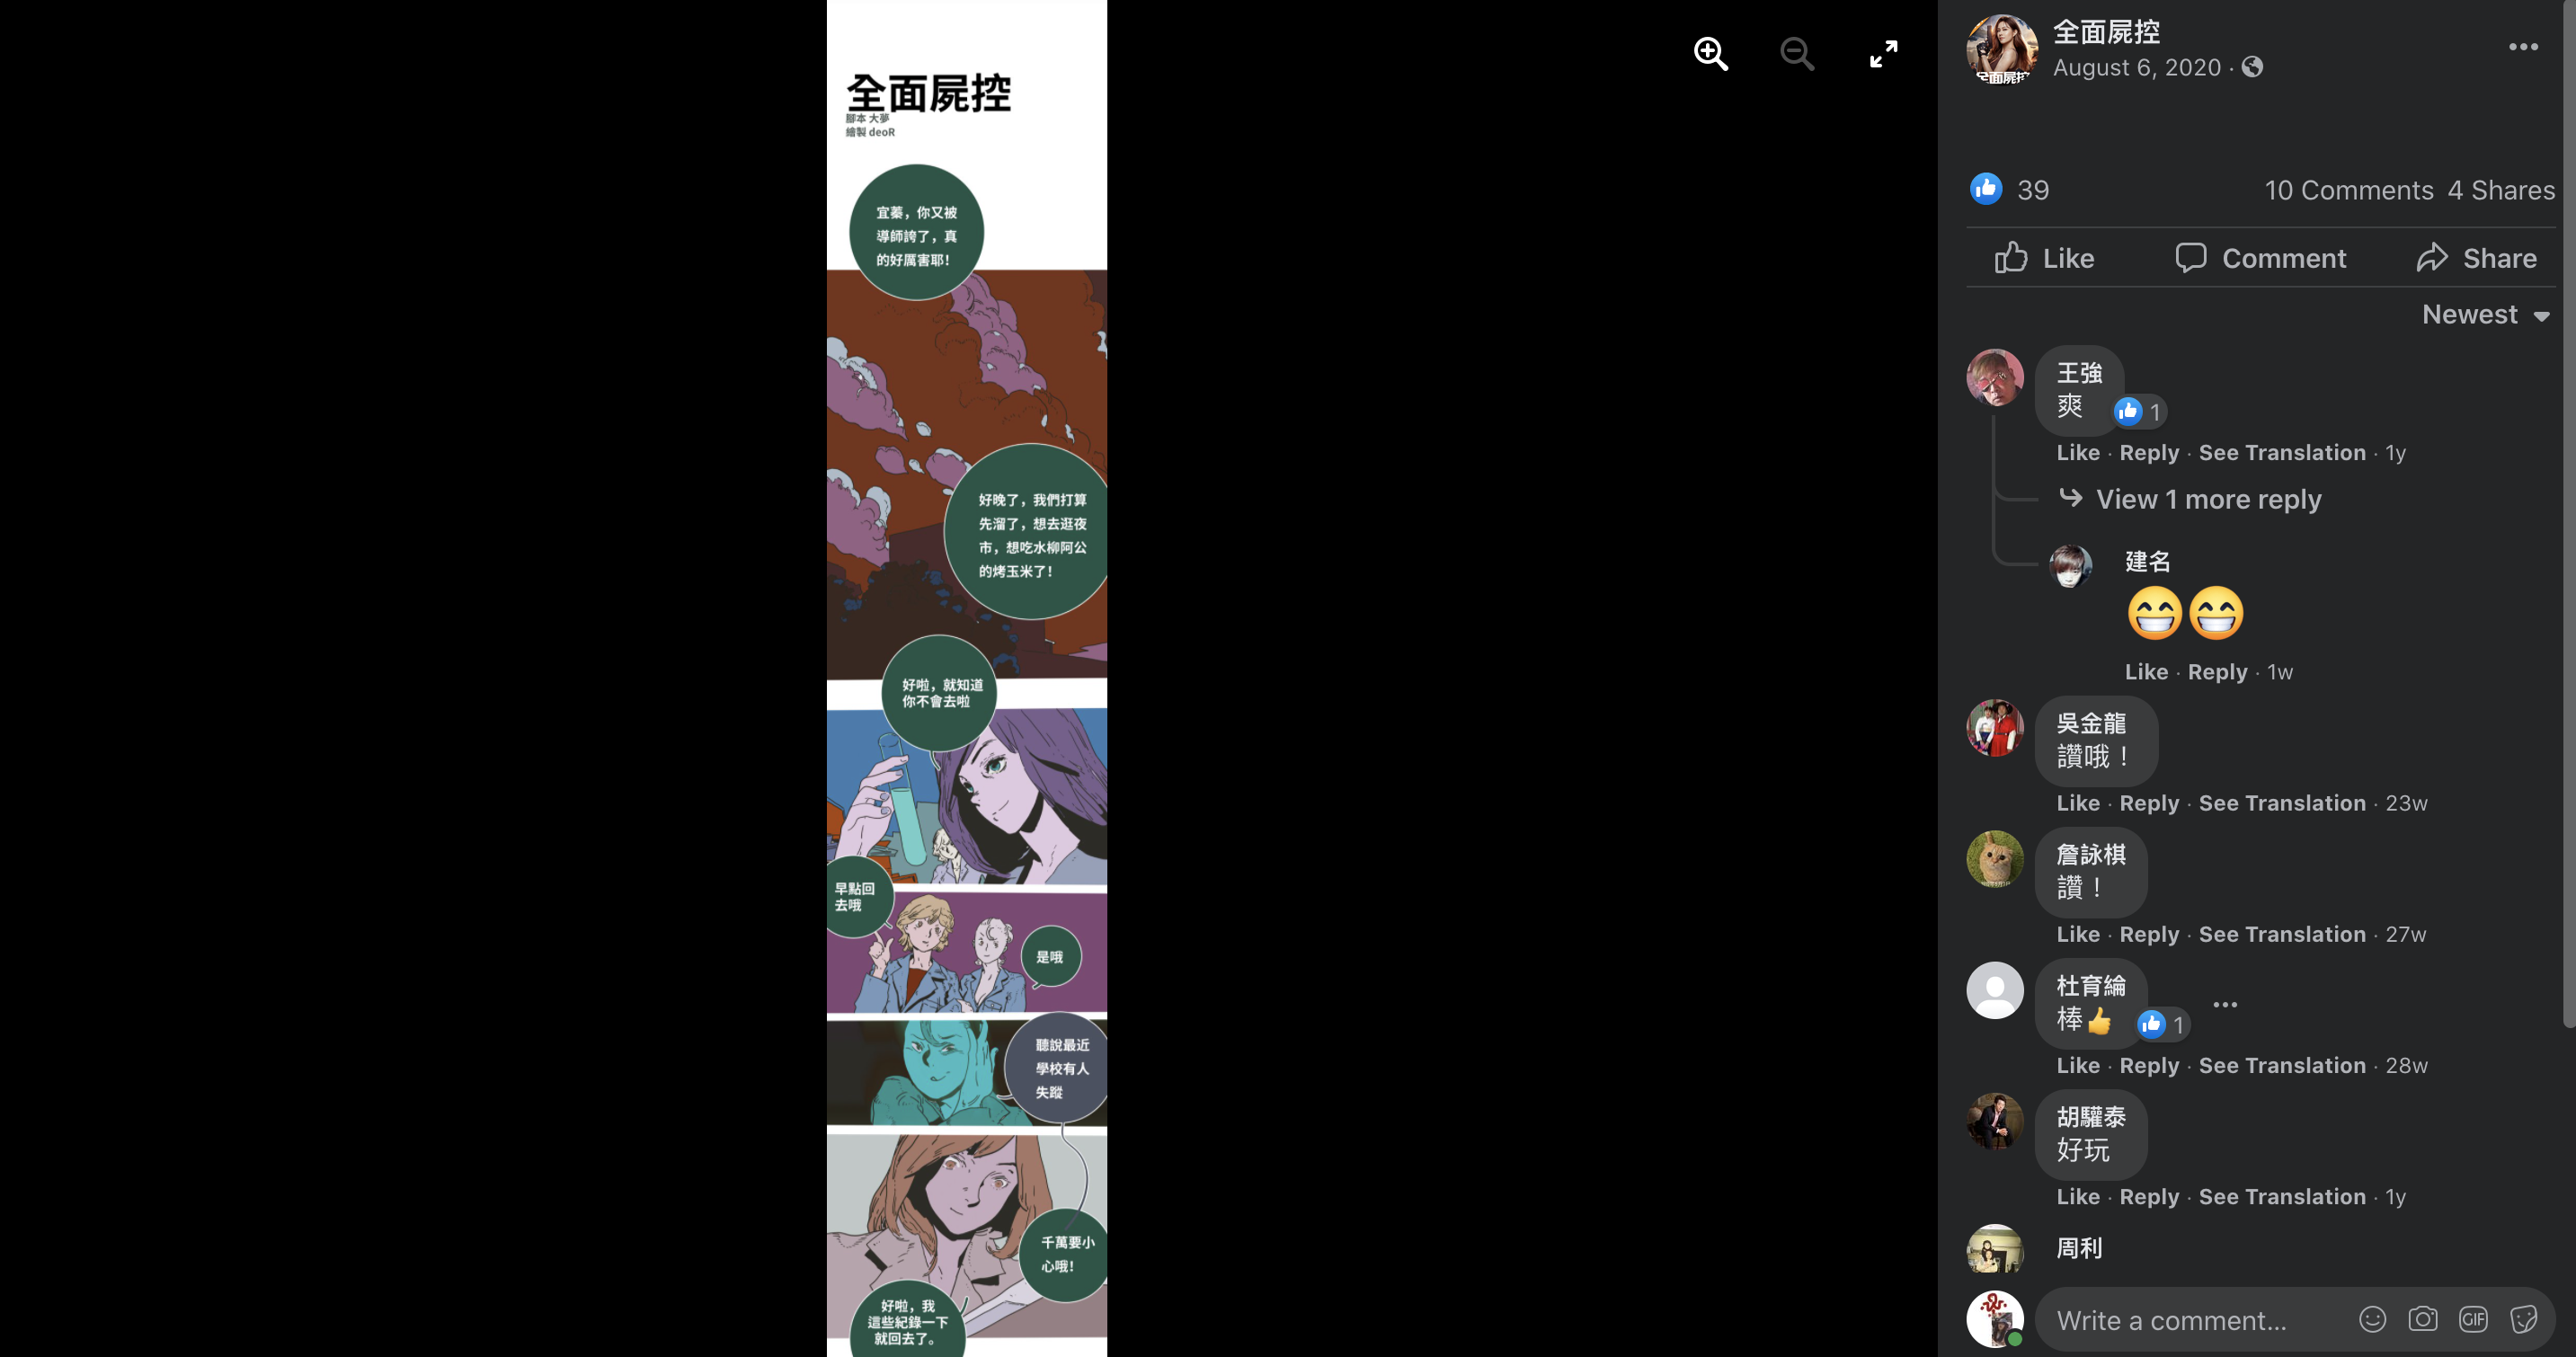 全面屍控
腳本 大夢
繪製 deoR
宜蓁，你又被
導師誇了，真
的好厲害耶！
好晚了，我們打算
先溜了，想去逛夜
市，想吃水柳阿公
的烤玉米了！
好啦，就知道
你不會去啦
早點回
去哦
是哦
聽說最近
學校有人
失蹤
千萬要小
心哦！
好啦，我
這些紀錄一下
就回去了。
全面屍控
August 6, 2020 ·
全面屍控
39
10 Comments 4 Shares
Like Comment Share
Newest
王強
爽
1
Like · Reply · See Translation · 1y
View 1 more reply
建名
😁😁
Like · Reply · 1w
吳金龍
讚哦！
Like · Reply · See Translation · 23w
詹詠棋
讚！
Like · Reply · See Translation · 27w
杜育綸
棒👍
1
Like · Reply · See Translation · 28w
胡驩泰
好玩
Like · Reply · See Translation · 1y
周利
Write a comment...
GIF